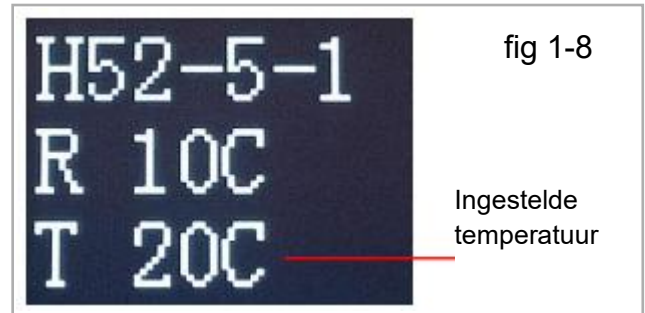 H52-5-1
R 10C
T 20C
fig 1-8
Ingestelde
temperatuur